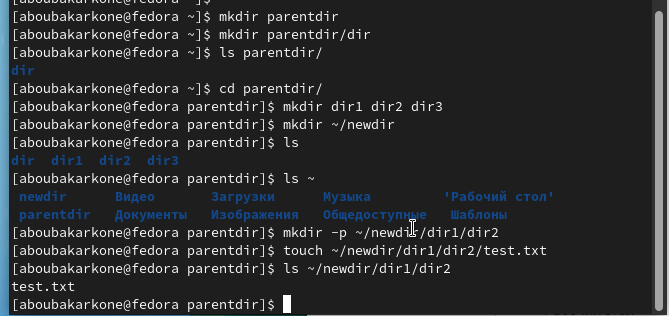 [aboubakarkone@fedora ~]$ mkdir parentdir
[aboubakarkone@fedora ~]$ mkdir parentdir/dir
[aboubakarkone@fedora ~]$ ls parentdir/
dir
[aboubakarkone@fedora ~]$ cd parentdir/
[aboubakarkone@fedora parentdir]$ mkdir dir1 dir2 dir3
[aboubakarkone@fedora parentdir]$ mkdir ~/newdir
[aboubakarkone@fedora parentdir]$ ls
dir  dir1  dir2  dir3
[aboubakarkone@fedora parentdir]$ ls ~
newdir  Видео  Загрузки  Музыка  'Рабочий стол'
parentdir  Документы  Изображения  Общедоступные  Шаблоны
[aboubakarkone@fedora parentdir]$ mkdir -p ~/newdir/dir1/dir2
[aboubakarkone@fedora parentdir]$ touch ~/newdir/dir1/dir2/test.txt
[aboubakarkone@fedora parentdir]$ ls ~/newdir/dir1/dir2
test.txt
[aboubakarkone@fedora parentdir]$